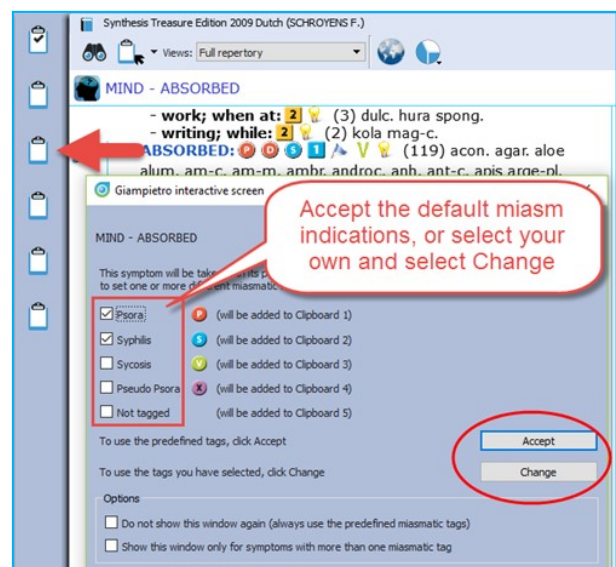 Synthesis Treasure Edition 2009 Dutch (SCHROYENS F.)
Views: Full repertory
MIND - ABSORBED
- work; when at: 2 (3) dulc. hura spong.
- writing; while: 2 (2) kola mag-c.
ABSORBED: P D S 1 V (119) acon. agar. aloe
alum. am-c. am-m. ambr. androc. anh. ant-c. apis arge-pl.
Giampietro interactive screen
Accept the default miasm
indications, or select your
own and select Change
MIND - ABSORBED
This symptom will be take its p
to set one or more di miasmatic
Psora P (will be added to Clipboard 1)
Syphilis S (will be added to Clipboard 2)
Sycosis V (will be added to Clipboard 3)
Pseudo Psora X (will be added to Clipboard 4)
Not tagged (will be added to Clipboard 5)
To use the predefined tags, click Accept
Accept
To use the tags you have selected, click Change
Change
Options
Do not show this window again (always use the predefined miasmatic tags)
Show this window only for symptoms with more than one miasmatic tag